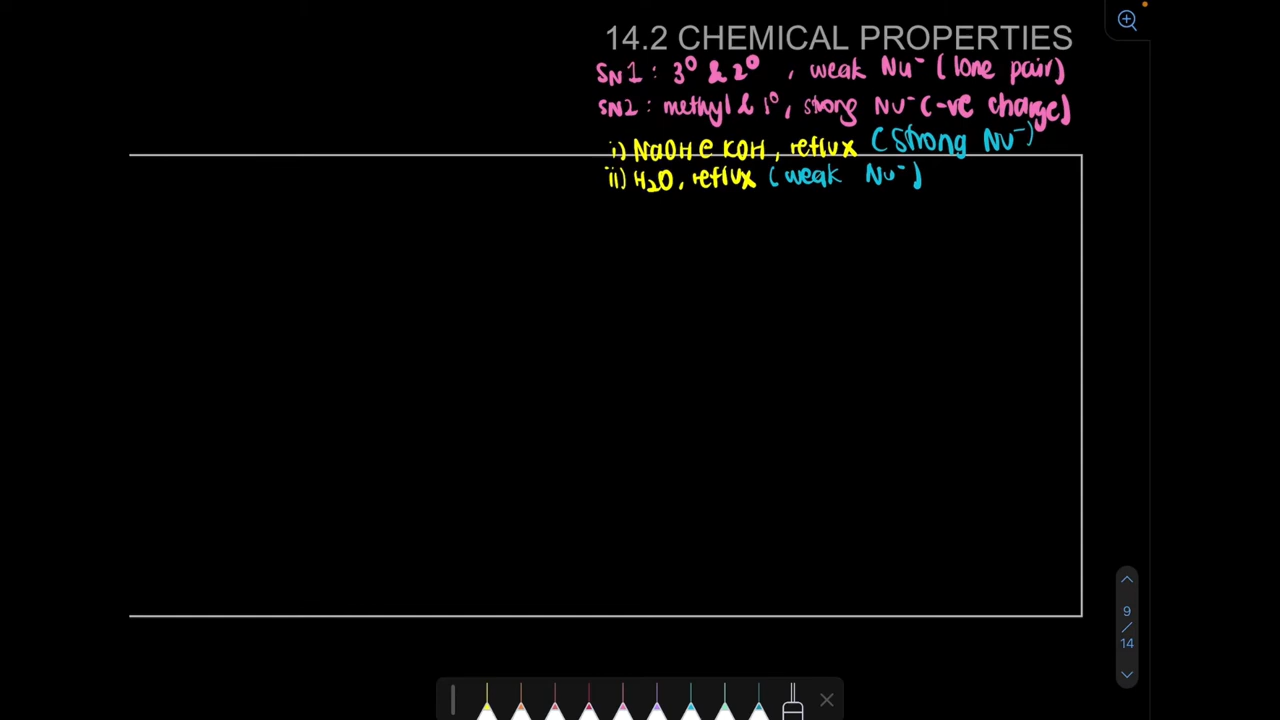 14.2 CHEMICAL PROPERTIES
SN1 : 3° & 2° , weak Nu⁻ (lone pair)
SN2 : methyl & 1°, strong Nu⁻ (-ve charge)
i) NaOH @ KOH , reflux (strong Nu⁻)
ii) H2O, reflux (weak Nu⁻)
9
/
14